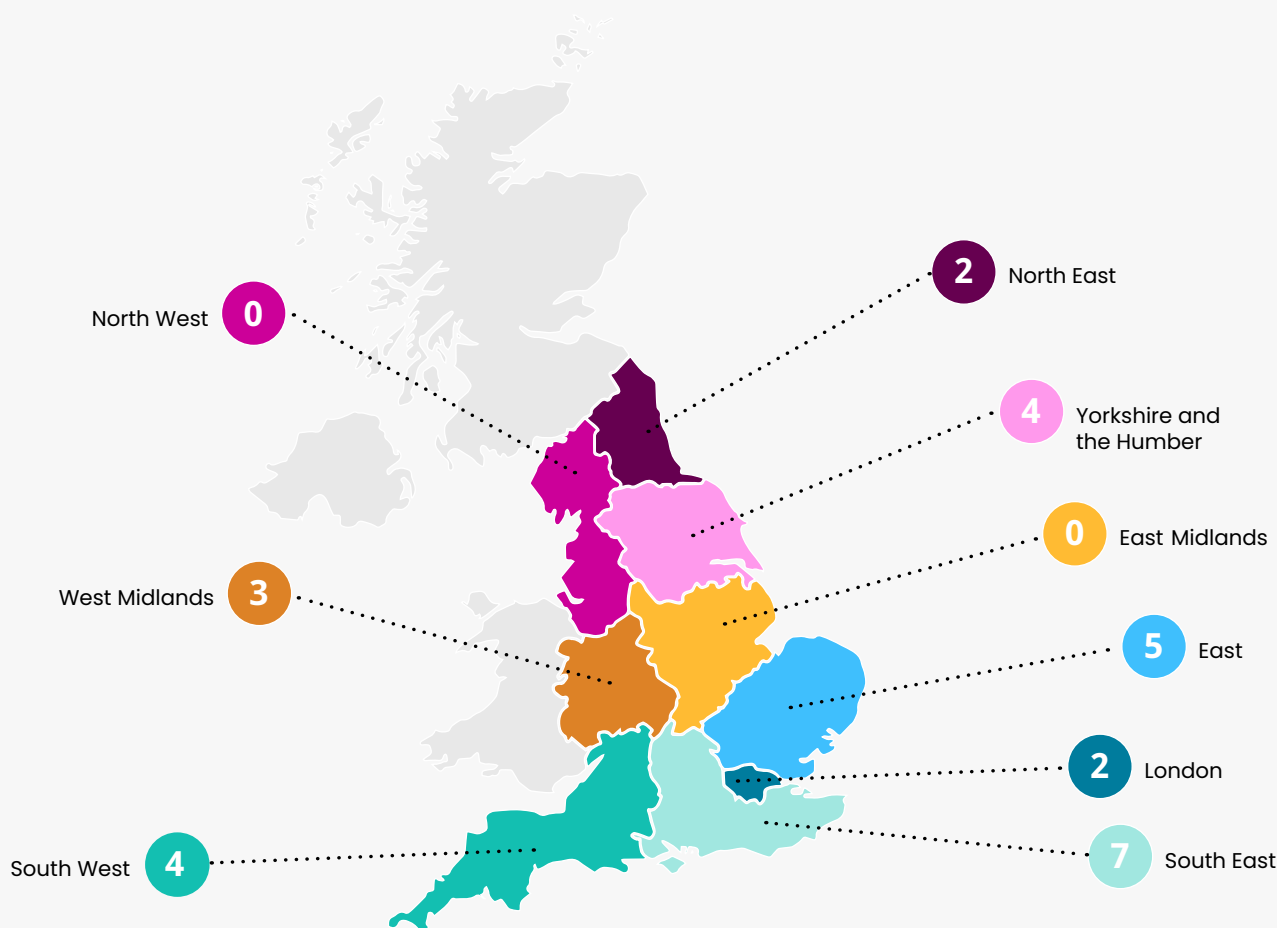 2
North East
0
North West
4
Yorkshire and
the Humber
0
East Midlands
3
West Midlands
5
East
2
London
4
South West
7
South East